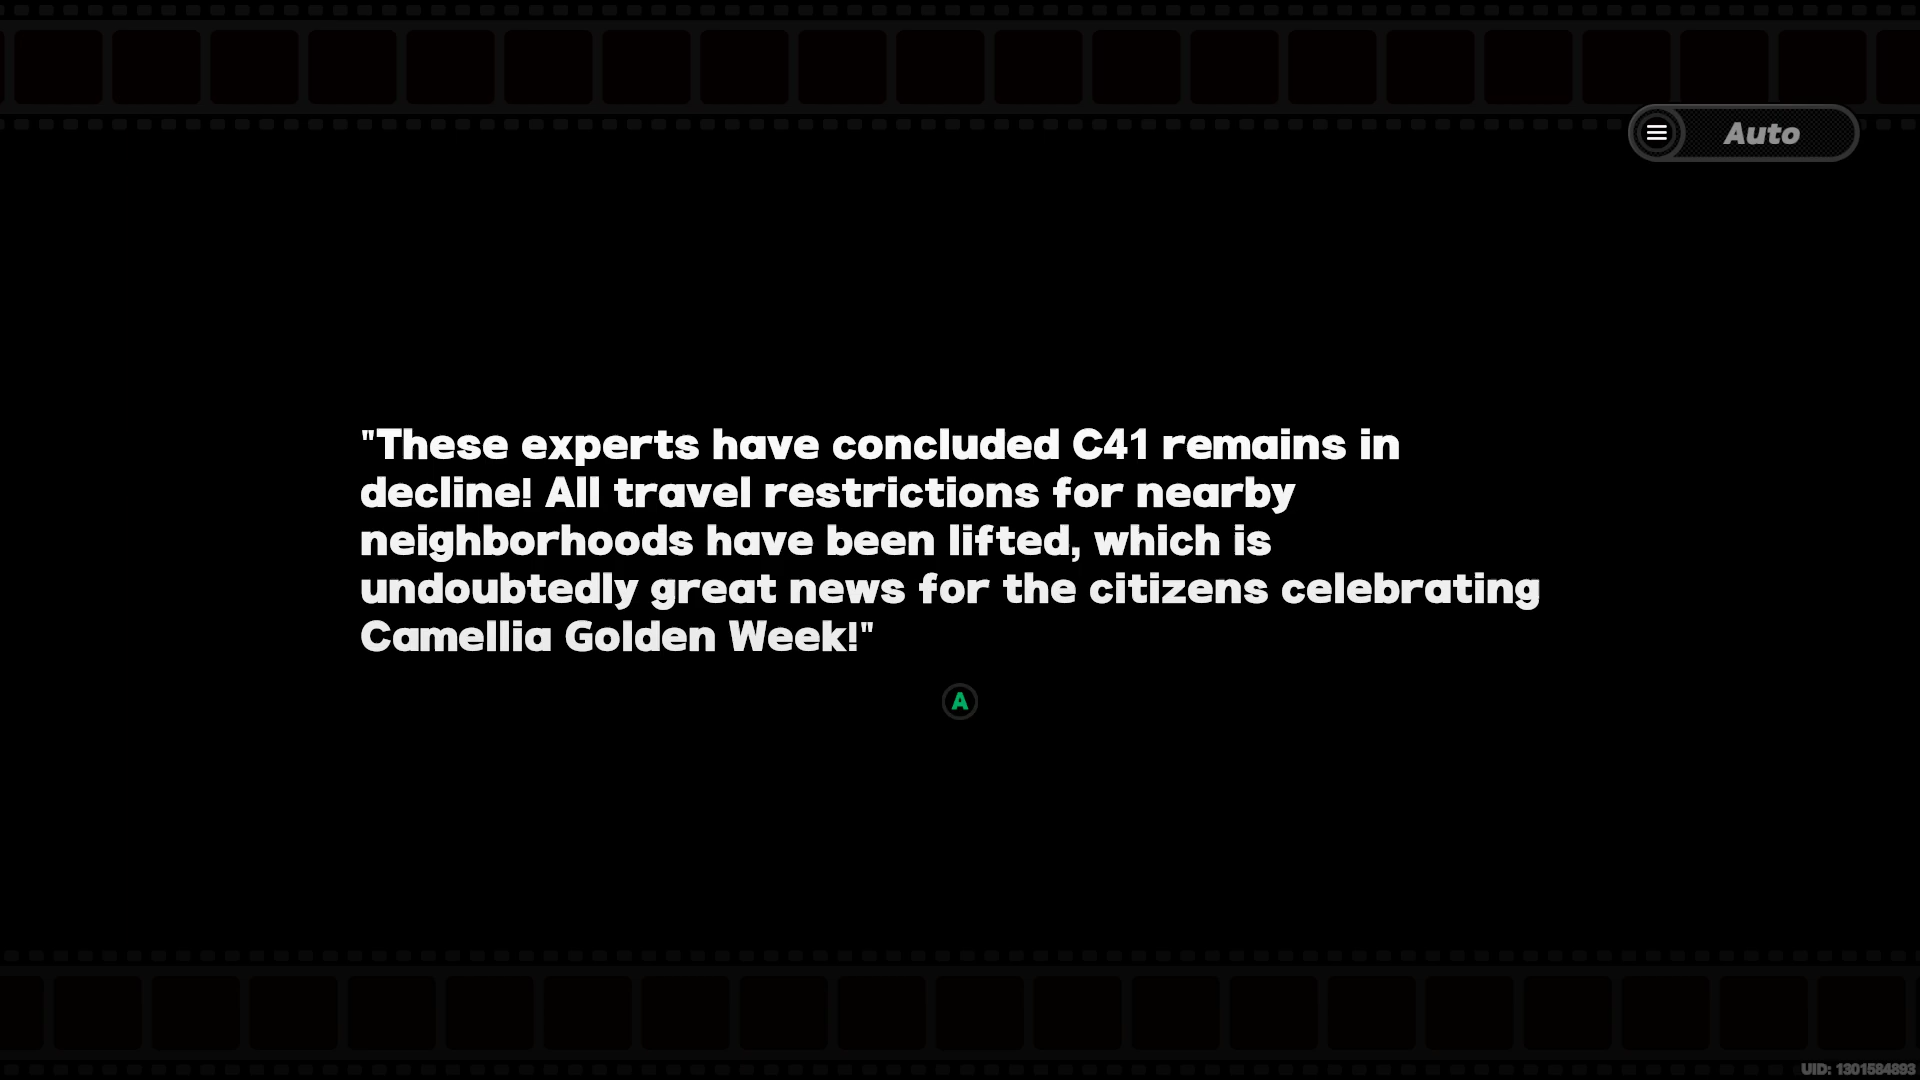 Auto
"These experts have concluded C41 remains in
decline! All travel restrictions for nearby
neighborhoods have been lifted, which is
undoubtedly great news for the citizens celebrating
Camellia Golden Week!"
A
UID: 1301584893